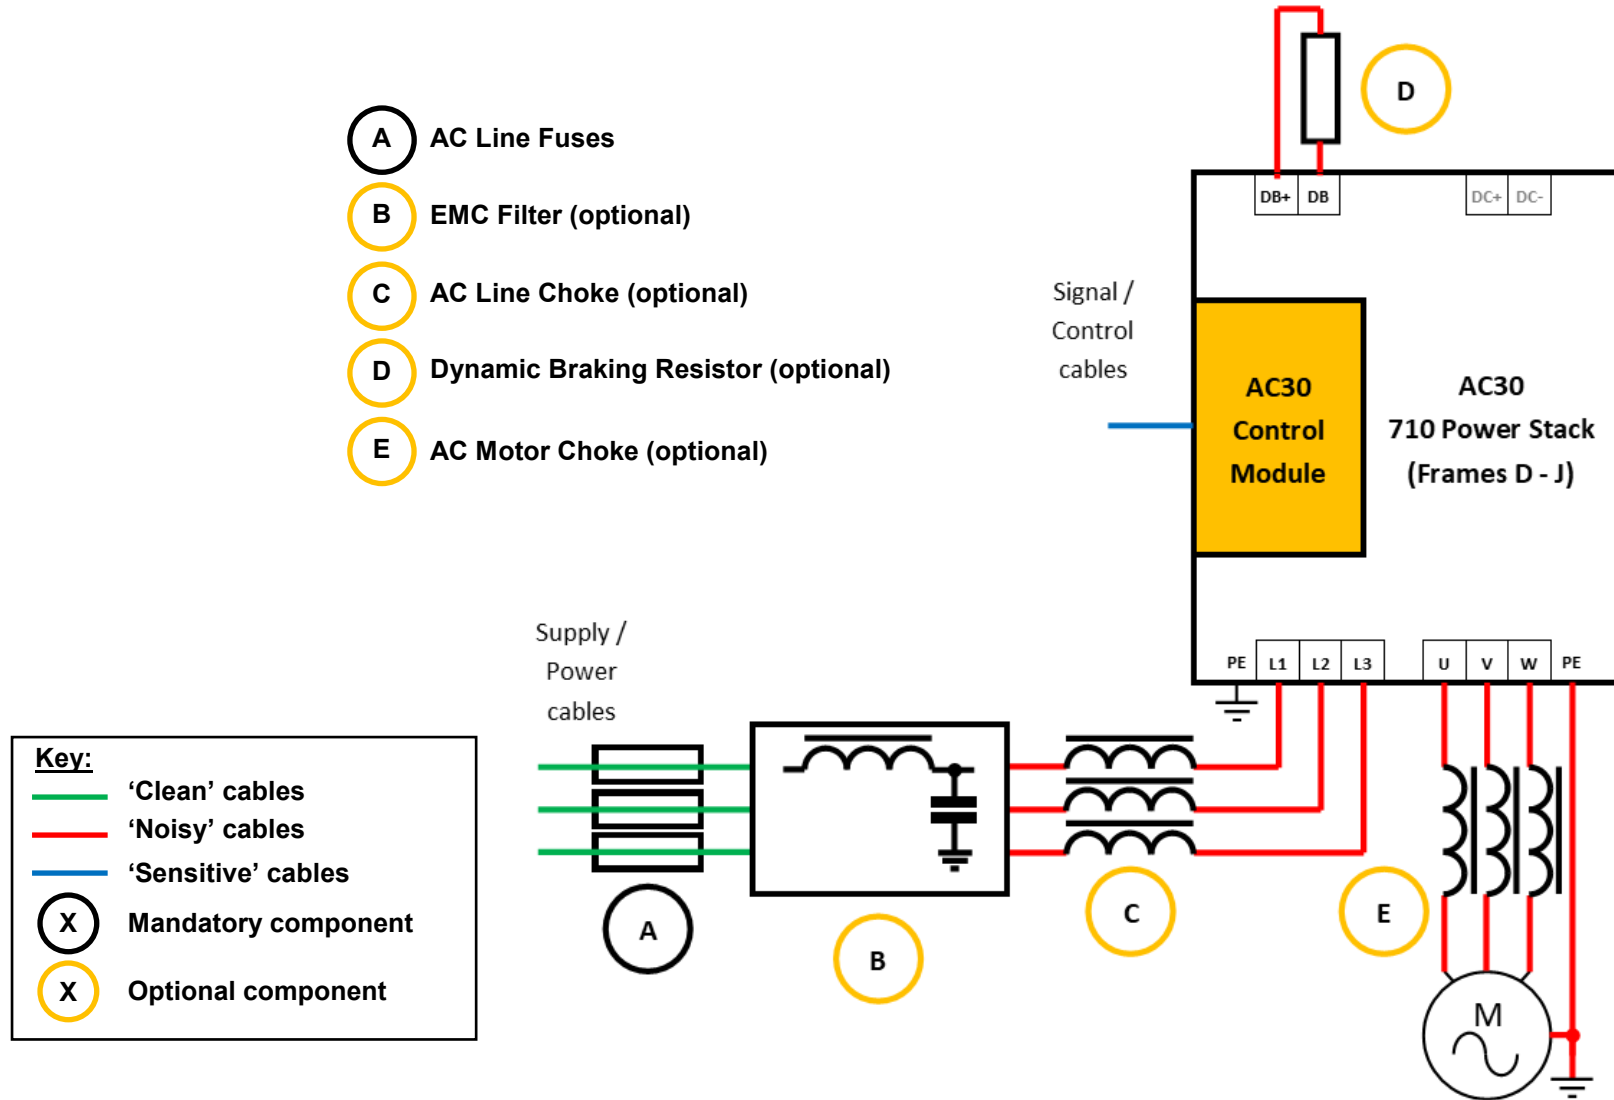 A AC Line Fuses
B EMC Filter (optional)
C AC Line Choke (optional)
D Dynamic Braking Resistor (optional)
E AC Motor Choke (optional)
D
DB+ DB DC+ DC-
Signal /
Control
cables
AC30
Control
Module
AC30
710 Power Stack
(Frames D - J)
PE L1 L2 L3 U V W PE
Supply /
Power
cables
A
B
C
E
M
Key:
‘Clean’ cables
‘Noisy’ cables
‘Sensitive’ cables
X Mandatory component
X Optional component